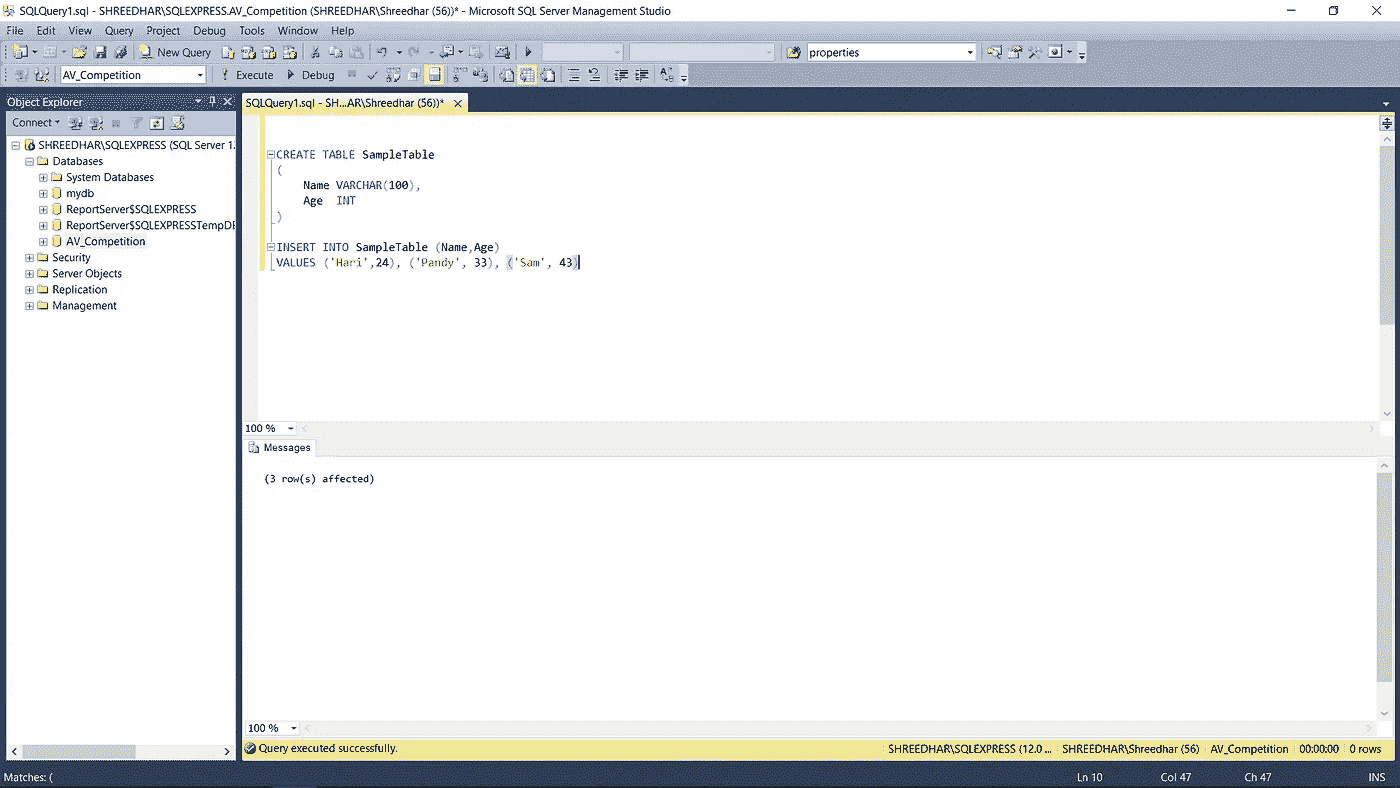 SQLQuery1.sql - SHREEDHAR\SQLEXPRESS.AV_Competition (SHREEDHAR\Shreedhar (56))* - Microsoft SQL Server Management Studio
File Edit View Query Project Debug Tools Window Help
New Query properties
AV_Competition ! Execute Debug
Object Explorer
Connect
SHREEDHAR\SQLEXPRESS (SQL Server 12.
Databases
System Databases
mydb
ReportServer$SQLEXPRESS
ReportServer$SQLEXPRESSTempDB
AV_Competition
Security
Server Objects
Replication
Management
SQLQuery1.sql - SH...AR\Shreedhar (56))*
CREATE TABLE SampleTable
(
Name VARCHAR(100),
Age INT
)
INSERT INTO SampleTable (Name,Age)
VALUES ('Hari',24), ('Pandy', 33), ('Sam', 43)
100 %
Messages
(3 row(s) affected)
100 %
Query executed successfully. SHREEDHAR\SQLEXPRESS (12.0 ... SHREEDHAR\Shreedhar (56) AV_Competition 00:00:00 0 rows
Matches: ( Ln 10 Col 47 Ch 47 INS